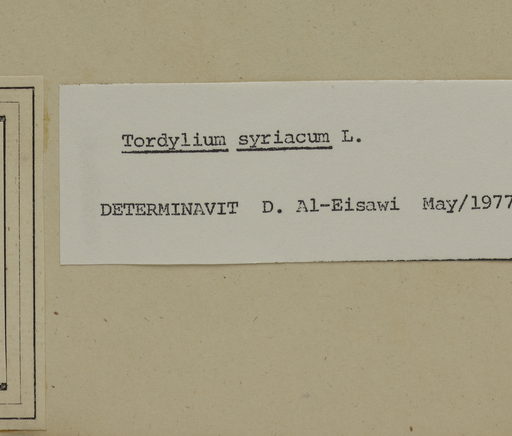 Tordylium syriacum L.
DETERMINAVIT D. Al-Eisawi May/1977